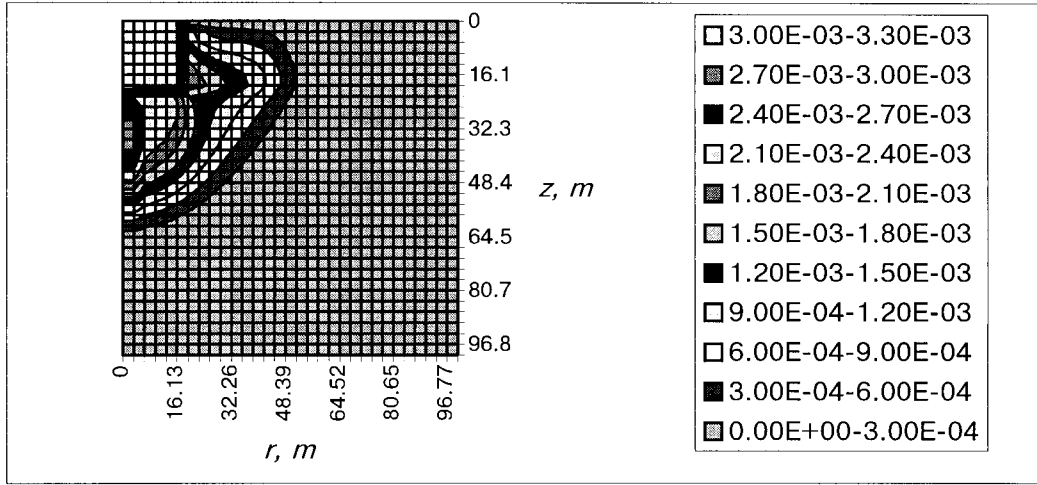 0
16.1
32.3
48.4
64.5
80.7
96.8
z, m
0
16.13
32.26
48.39
64.52
80.65
96.77
r, m
3.00E-03-3.30E-03
2.70E-03-3.00E-03
2.40E-03-2.70E-03
2.10E-03-2.40E-03
1.80E-03-2.10E-03
1.50E-03-1.80E-03
1.20E-03-1.50E-03
9.00E-04-1.20E-03
6.00E-04-9.00E-04
3.00E-04-6.00E-04
0.00E+00-3.00E-04